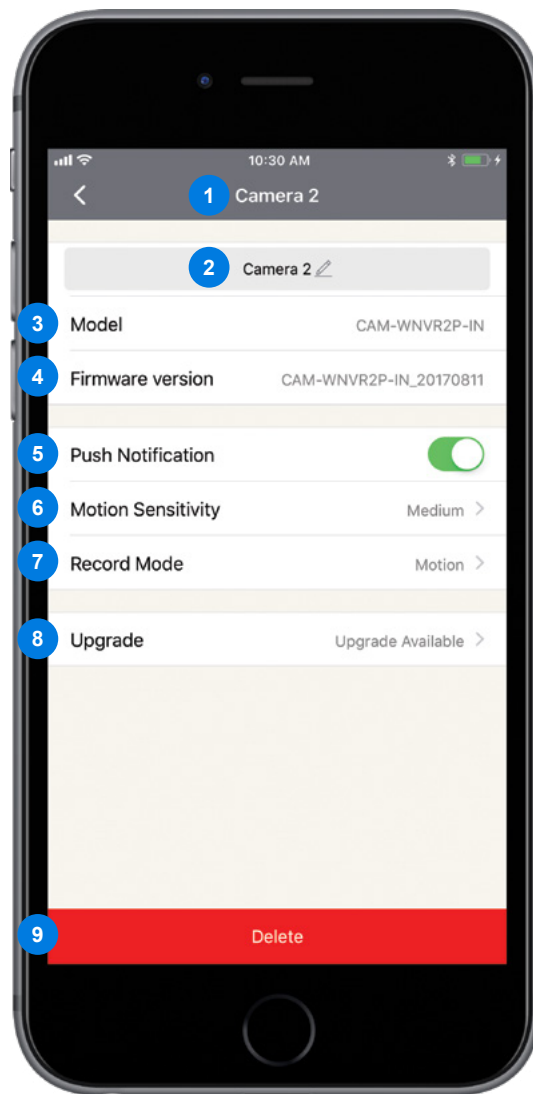 10:30 AM
1 Camera 2
2 Camera 2
3 Model CAM-WNVR2P-IN
4 Firmware version CAM-WNVR2P-IN_20170811
5 Push Notification
6 Motion Sensitivity Medium
7 Record Mode Motion
8 Upgrade Upgrade Available
9 Delete